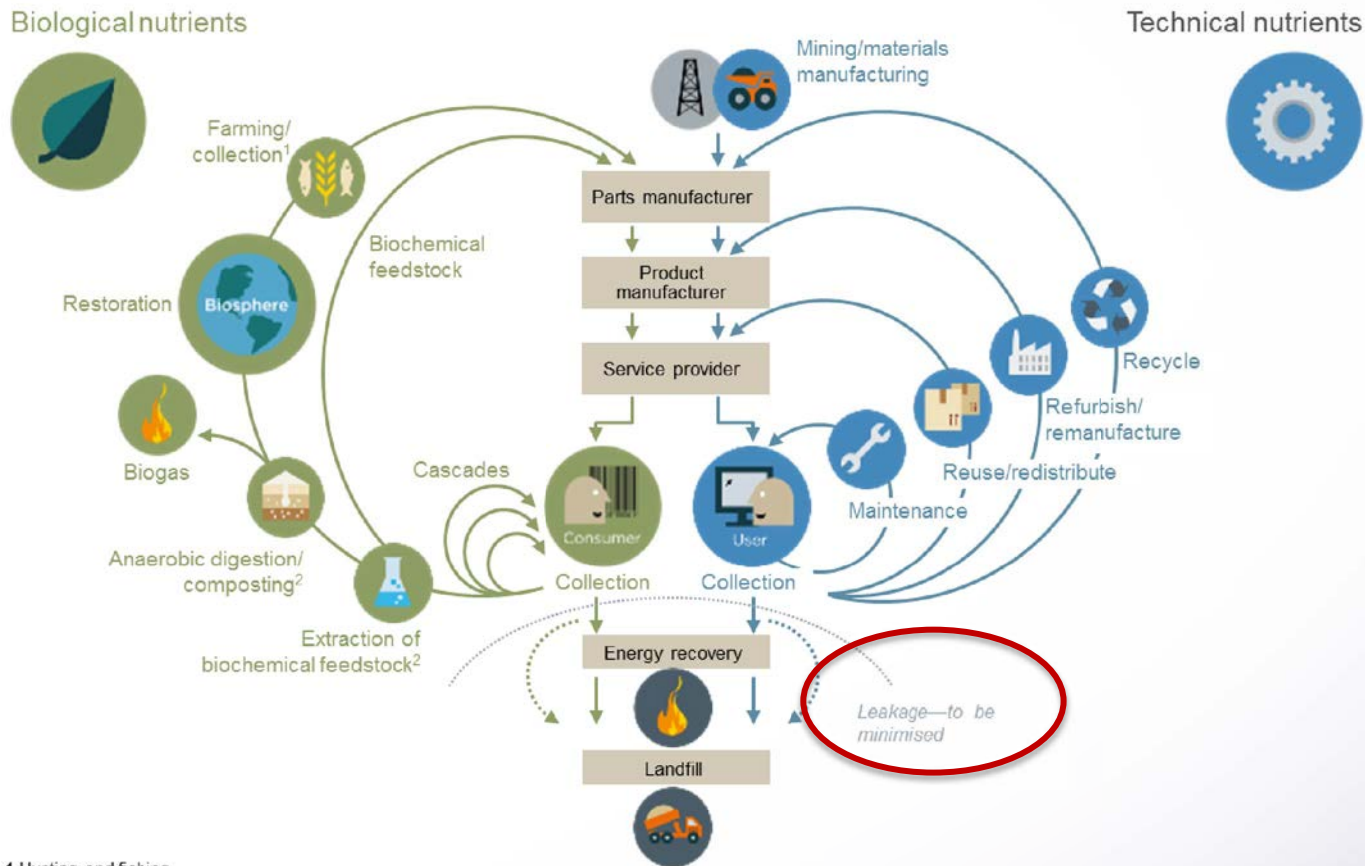 Biological nutrients
Technical nutrients
Mining/materials
manufacturing
Farming/
collection¹
Parts manufacturer
Biochemical
feedstock
Product
manufacturer
Restoration
Biosphere
Service provider
Recycle
Refurbish/
remanufacture
Biogas
Cascades
Reuse/redistribute
Maintenance
Consumer
User
Anaerobic digestion/
composting²
Collection
Collection
Extraction of
biochemical feedstock²
Energy recovery
Leakage—to be
minimised
Landfill